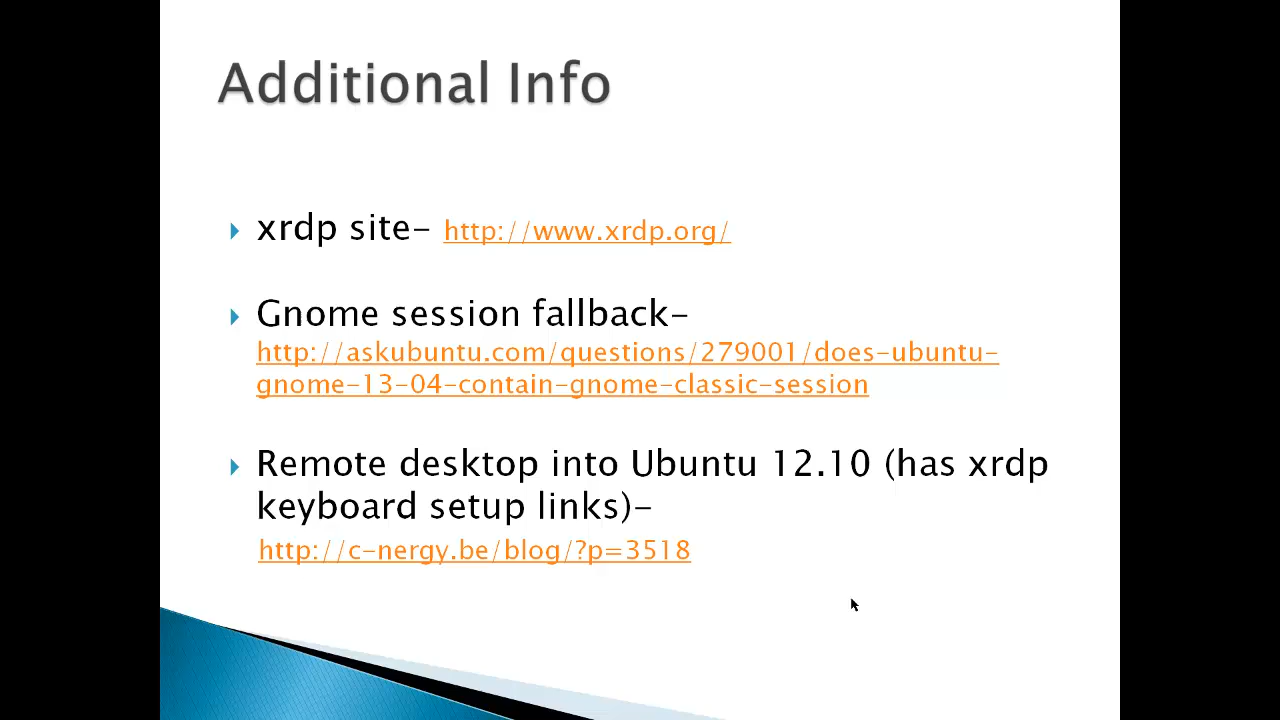 Additional Info
xrdp site- http://www.xrdp.org/
Gnome session fallback-
http://askubuntu.com/questions/279001/does-ubuntu-
gnome-13-04-contain-gnome-classic-session
Remote desktop into Ubuntu 12.10 (has xrdp
keyboard setup links)-
http://c-nergy.be/blog/?p=3518